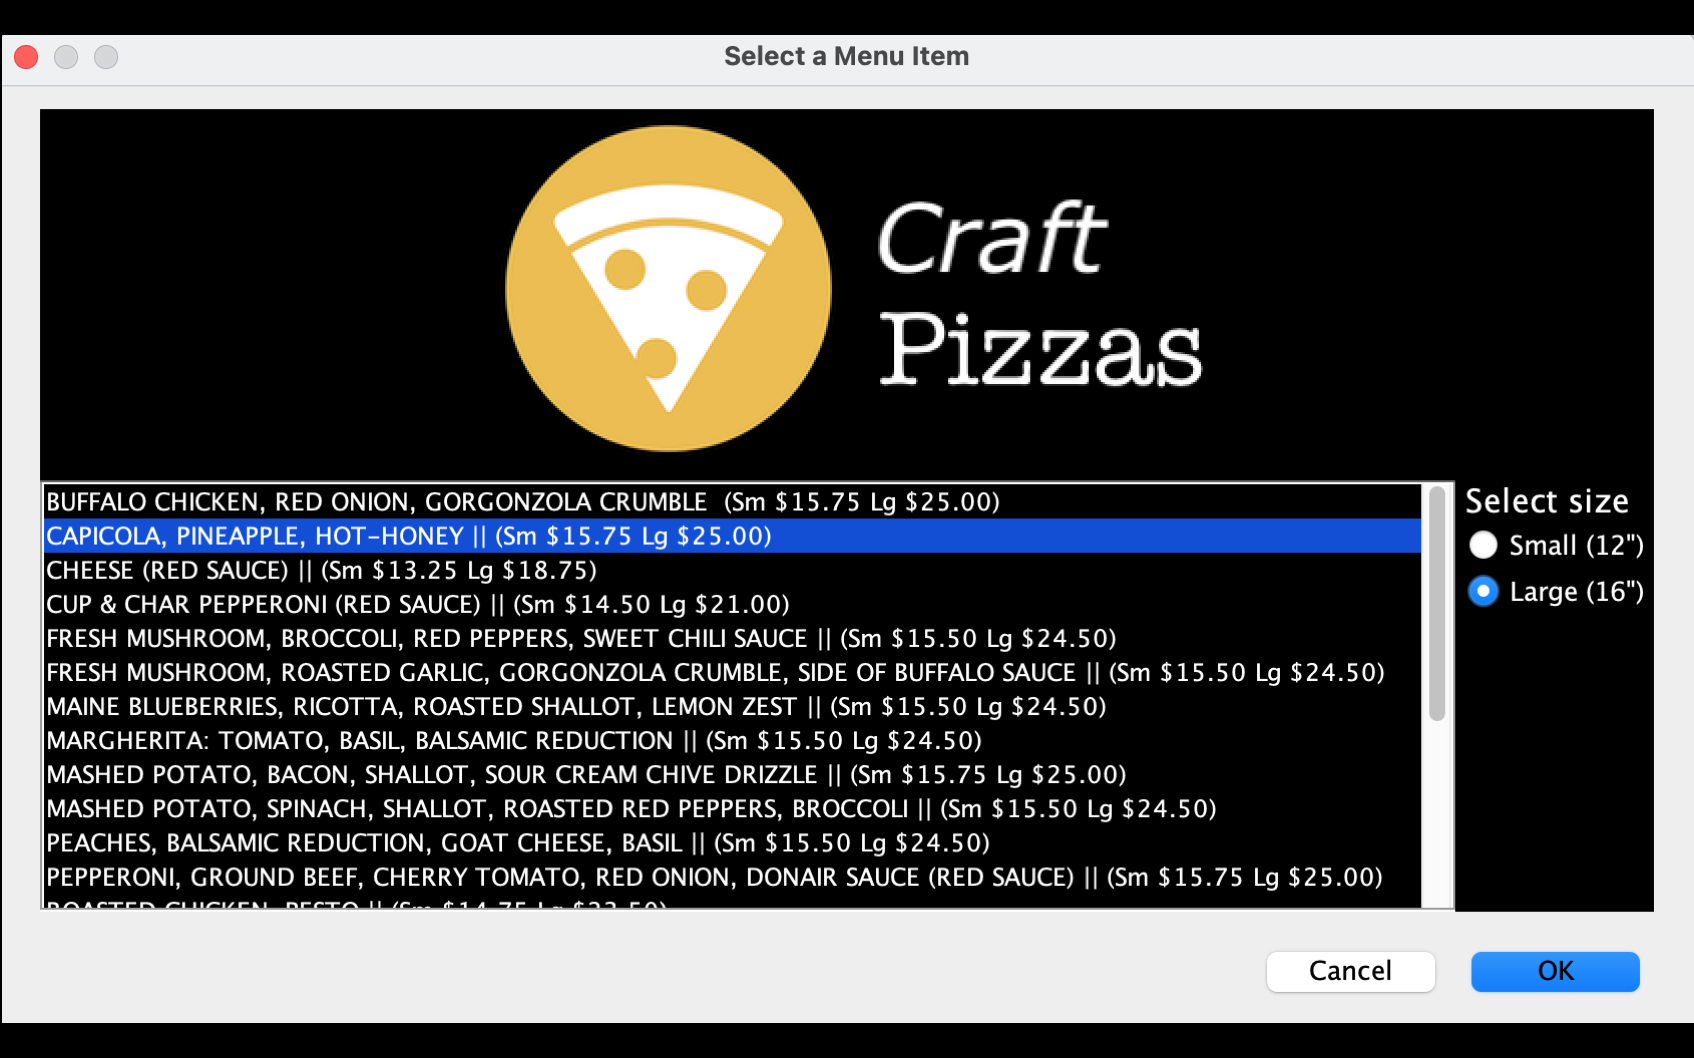 Select a Menu Item
Craft
Pizzas
BUFFALO CHICKEN, RED ONION, GORGONZOLA CRUMBLE  (Sm $15.75 Lg $25.00)
CAPICOLA, PINEAPPLE, HOT-HONEY || (Sm $15.75 Lg $25.00)
CHEESE (RED SAUCE) || (Sm $13.25 Lg $18.75)
CUP & CHAR PEPPERONI (RED SAUCE) || (Sm $14.50 Lg $21.00)
FRESH MUSHROOM, BROCCOLI, RED PEPPERS, SWEET CHILI SAUCE || (Sm $15.50 Lg $24.50)
FRESH MUSHROOM, ROASTED GARLIC, GORGONZOLA CRUMBLE, SIDE OF BUFFALO SAUCE || (Sm $15.50 Lg $24.50)
MAINE BLUEBERRIES, RICOTTA, ROASTED SHALLOT, LEMON ZEST || (Sm $15.50 Lg $24.50)
MARGHERITA: TOMATO, BASIL, BALSAMIC REDUCTION || (Sm $15.50 Lg $24.50)
MASHED POTATO, BACON, SHALLOT, SOUR CREAM CHIVE DRIZZLE || (Sm $15.75 Lg $25.00)
MASHED POTATO, SPINACH, SHALLOT, ROASTED RED PEPPERS, BROCCOLI || (Sm $15.50 Lg $24.50)
PEACHES, BALSAMIC REDUCTION, GOAT CHEESE, BASIL || (Sm $15.50 Lg $24.50)
PEPPERONI, GROUND BEEF, CHERRY TOMATO, RED ONION, DONAIR SAUCE (RED SAUCE) || (Sm $15.75 Lg $25.00)
ROASTED CHICKEN, PESTO || (Sm $14.75 Lg
Select size
Small (12")
Large (16")
Cancel
OK